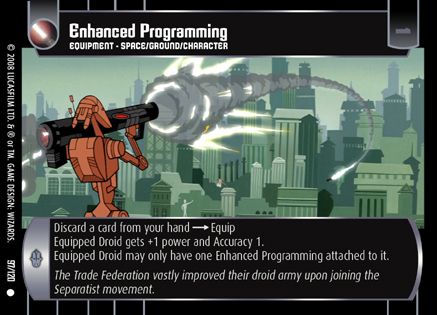 Enhanced Programming
EQUIPMENT - SPACE/GROUND/CHARACTER
Discard a card from your hand → Equip
Equipped Droid gets +1 power and Accuracy 1.
Equipped Droid may only have one Enhanced Programming attached to it.
The Trade Federation vastly improved their droid army upon joining the
Separatist movement.
© 2008 LUCASFILM LTD. & ® or TM. GAME DESIGN: WIZARDS.
97/120